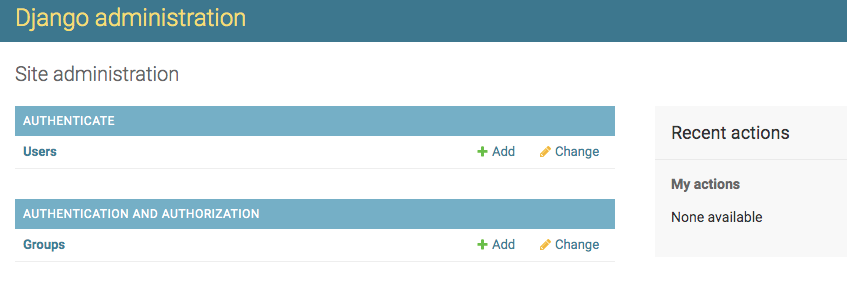 Django administration
Site administration
AUTHENTICATE
Users Add Change
AUTHENTICATION AND AUTHORIZATION
Groups Add Change
Recent actions
My actions
None available